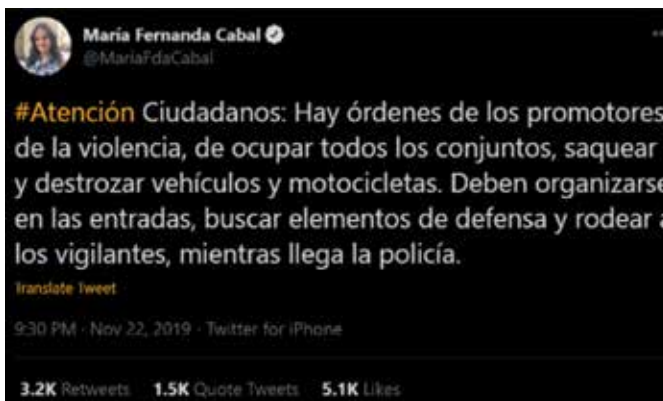 María Fernanda Cabal
@MariaFdaCabal
#Atención Ciudadanos: Hay órdenes de los promotores
de la violencia, de ocupar todos los conjuntos, saquear
y destrozar vehículos y motocicletas. Deben organizarse
en las entradas, buscar elementos de defensa y rodear a
los vigilantes, mientras llega la policía.
Translate Tweet
9:30 PM · Nov 22, 2019 · Twitter for iPhone
3.2K Retweets 1.5K Quote Tweets 5.1K Likes